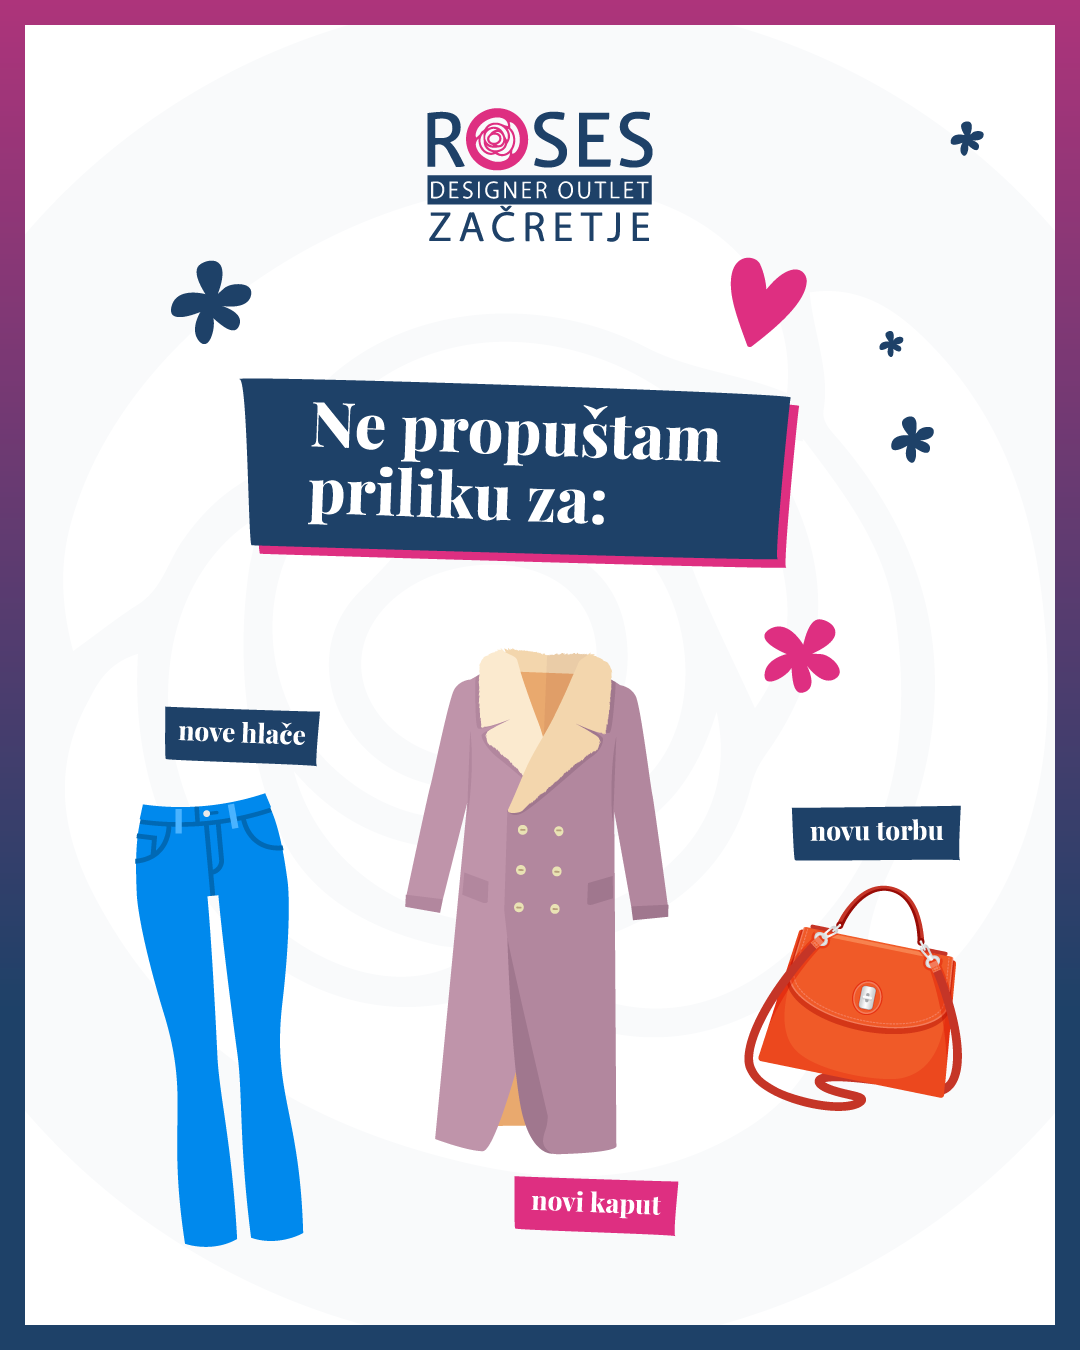 ROSES
DESIGNER OUTLET
ZAČRETJE
Ne propuštam
priliku za:
nove hlače
novu torbu
novi kaput